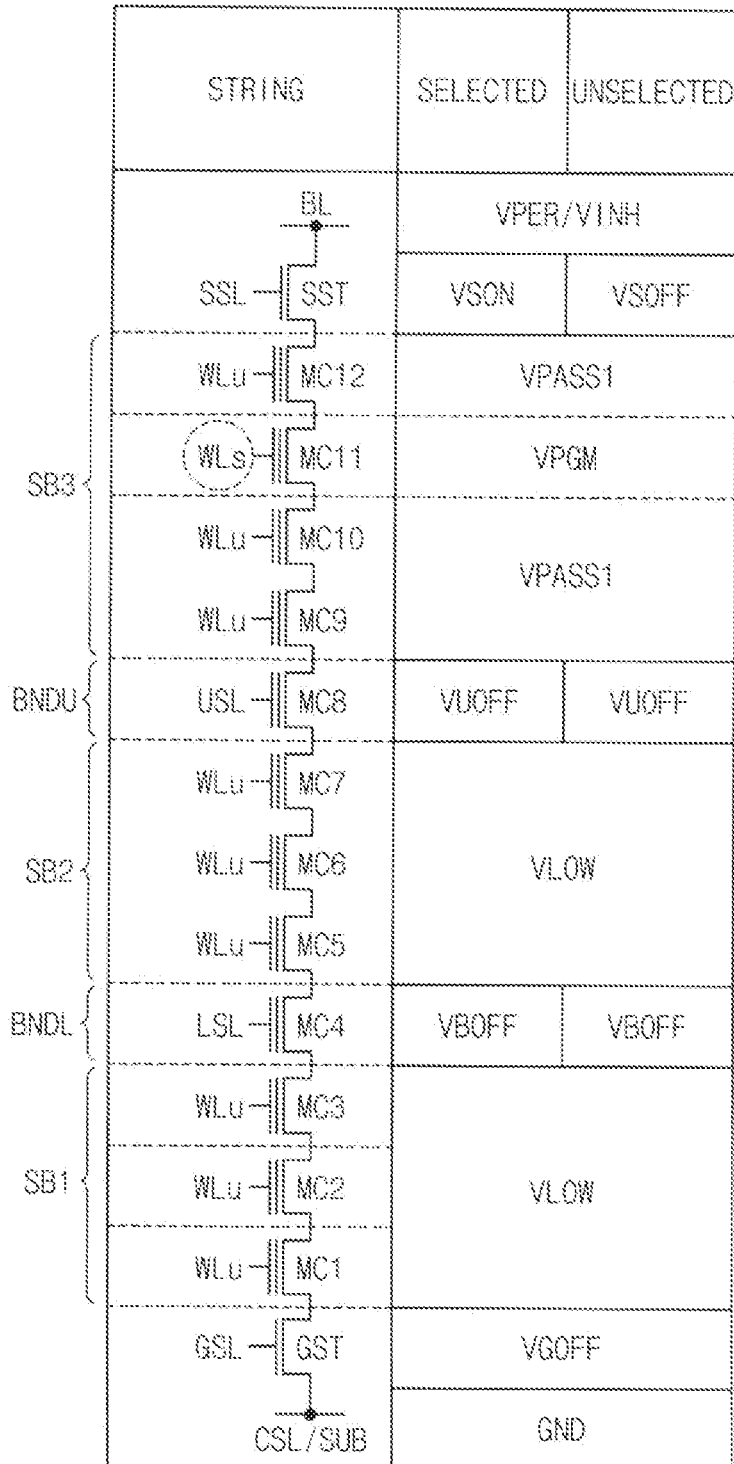 STRING SELECTED UNSELECTED
BL VPER/VINH
SSL SST VSON VSOFF
WLu MC12 VPASS1
WLs MC11 VPGM
SB3
WLu MC10 VPASS1
WLu MC9
BNDU USL MC8 VUOFF VUOFF
WLu MC7
SB2 WLu MC6 VLOW
WLu MC5
BNDL LSL MC4 VBOFF VBOFF
WLu MC3
SB1 WLu MC2 VLOW
WLu MC1
GSL GST VGOFF
CSL/SUB GND